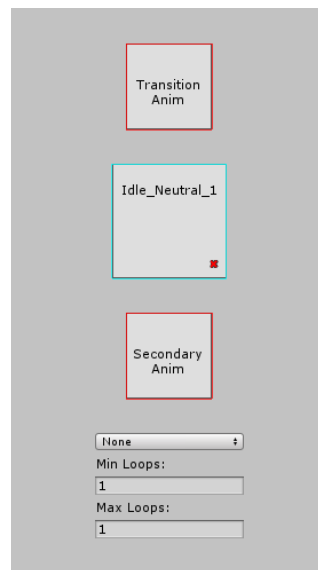 Transition
Anim
Idle_Neutral_1
Secondary
Anim
None
Min Loops:
1
Max Loops:
1